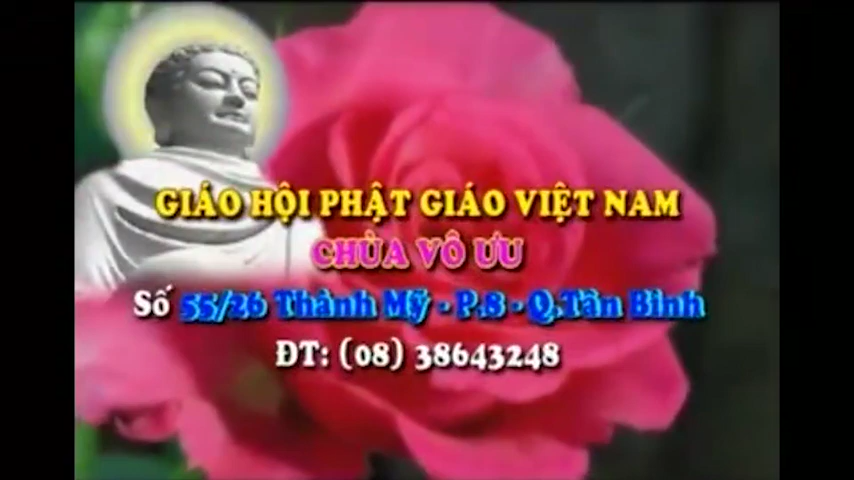 GIÁO HỘI PHẬT GIÁO VIỆT NAM
CHÙA VÔ ƯU
Số 55/26 Thành Mỹ - P.8 - Q.Tân Bình
ĐT: (08) 38643248